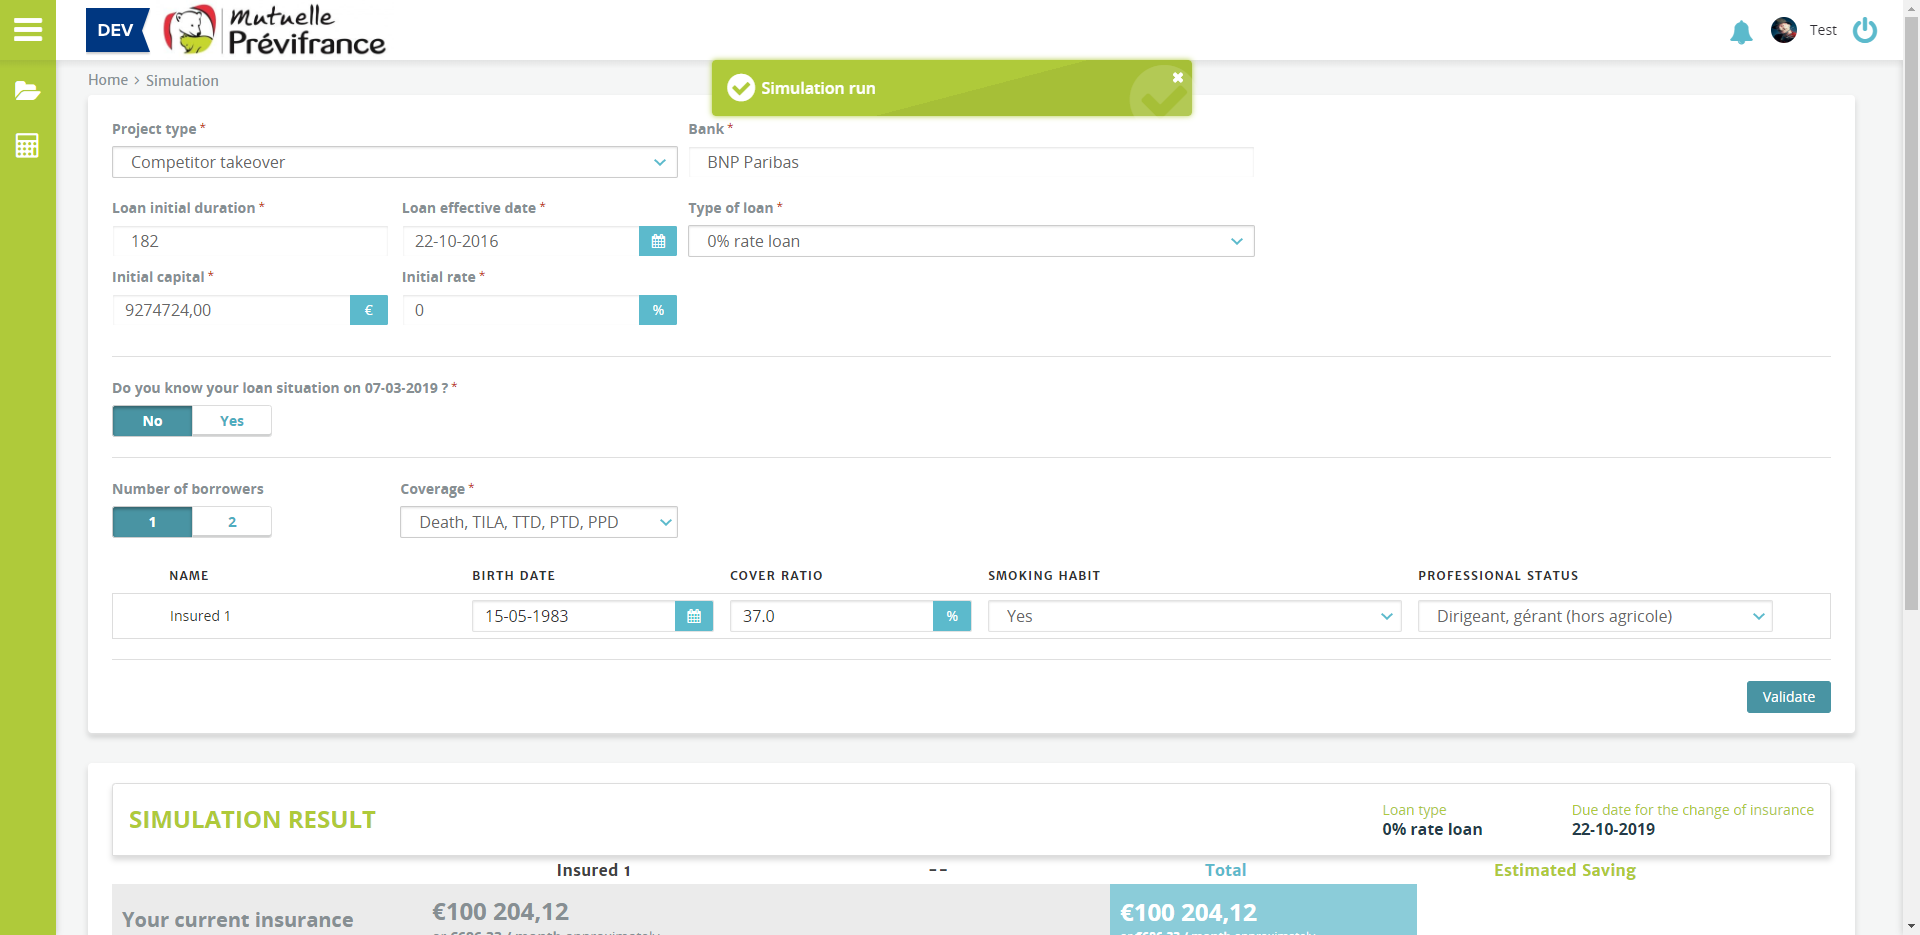 DEV
Mutuelle
Prévifrance
Test
Home > Simulation
Simulation run
Project type *
Bank *
Competitor takeover
BNP Paribas
Loan initial duration *
Loan effective date *
Type of loan *
182
22-10-2016
0% rate loan
Initial capital *
Initial rate *
9274724,00 €
0 %
Do you know your loan situation on 07-03-2019 ? *
No Yes
Number of borrowers
Coverage *
1 2
Death, TILA, TTD, PTD, PPD
NAME BIRTH DATE COVER RATIO SMOKING HABIT PROFESSIONAL STATUS
Insured 1 15-05-1983 37.0 % Yes Dirigeant, gérant (hors agricole)
Validate
SIMULATION RESULT
Loan type
0% rate loan
Due date for the change of insurance
22-10-2019
Insured 1 -- Total Estimated Saving
Your current insurance €100 204,12 €100 204,12